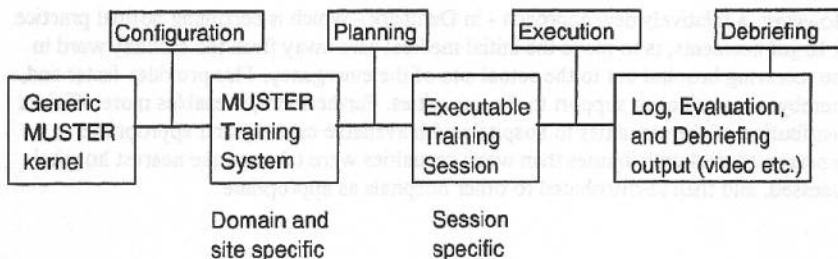 Configuration
Planning
Execution
Debriefing
Generic
MUSTER
kernel
MUSTER
Training
System
Executable
Training
Session
Log, Evaluation,
and Debriefing
output (video etc.)
Domain and
site specific
Session
specific